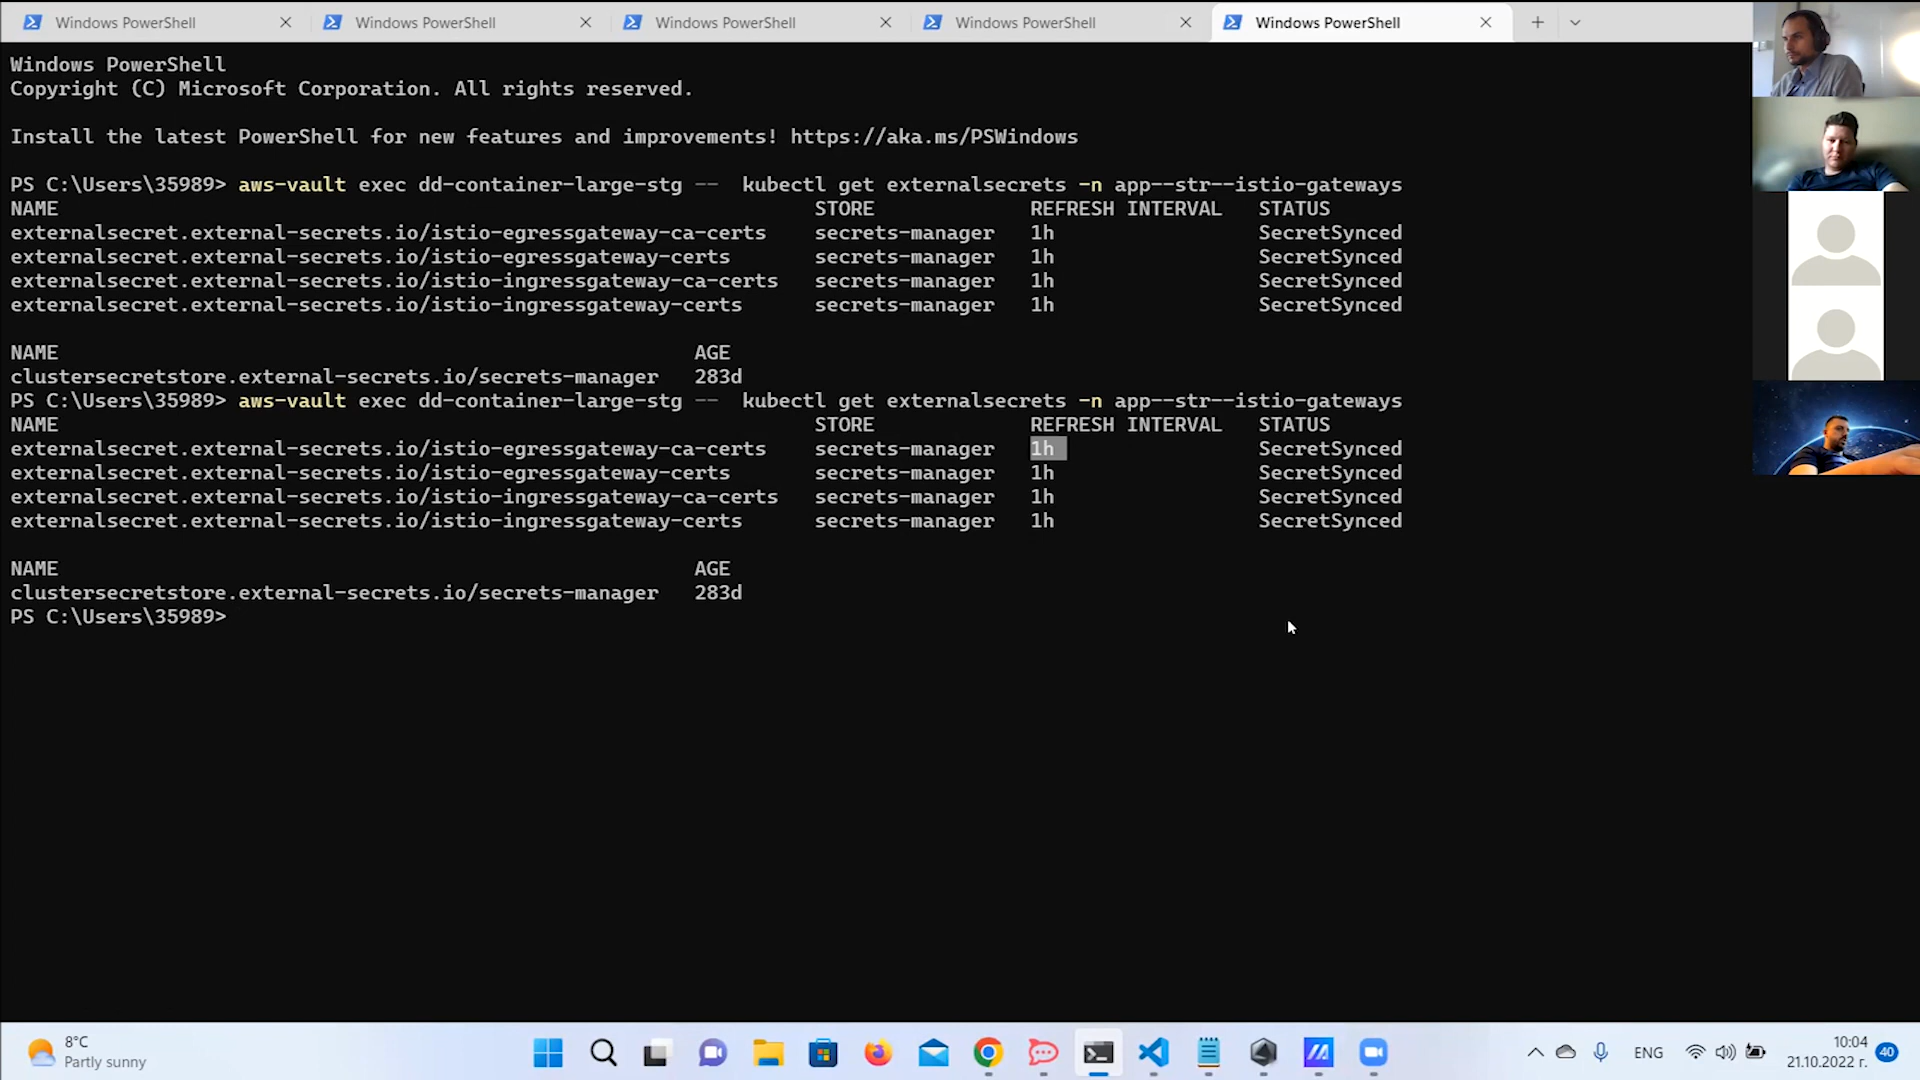 Windows PowerShell
Windows PowerShell
Windows PowerShell
Windows PowerShell
Windows PowerShell
Windows PowerShell
Copyright (C) Microsoft Corporation. All rights reserved.
Install the latest PowerShell for new features and improvements! https://aka.ms/PSWindows
PS C:\Users\35989> aws-vault exec dd-container-large-stg --  kubectl get externalsecrets -n app--str--istio-gateways
NAME STORE REFRESH INTERVAL STATUS
externalsecret.external-secrets.io/istio-egressgateway-ca-certs secrets-manager 1h SecretSynced
externalsecret.external-secrets.io/istio-egressgateway-certs secrets-manager 1h SecretSynced
externalsecret.external-secrets.io/istio-ingressgateway-ca-certs secrets-manager 1h SecretSynced
externalsecret.external-secrets.io/istio-ingressgateway-certs secrets-manager 1h SecretSynced
NAME AGE
clustersecretstore.external-secrets.io/secrets-manager 283d
PS C:\Users\35989> aws-vault exec dd-container-large-stg --  kubectl get externalsecrets -n app--str--istio-gateways
NAME STORE REFRESH INTERVAL STATUS
externalsecret.external-secrets.io/istio-egressgateway-ca-certs secrets-manager 1h SecretSynced
externalsecret.external-secrets.io/istio-egressgateway-certs secrets-manager 1h SecretSynced
externalsecret.external-secrets.io/istio-ingressgateway-ca-certs secrets-manager 1h SecretSynced
externalsecret.external-secrets.io/istio-ingressgateway-certs secrets-manager 1h SecretSynced
NAME AGE
clustersecretstore.external-secrets.io/secrets-manager 283d
PS C:\Users\35989>
8°C
Partly sunny
ENG
10:04
21.10.2022 г.
40